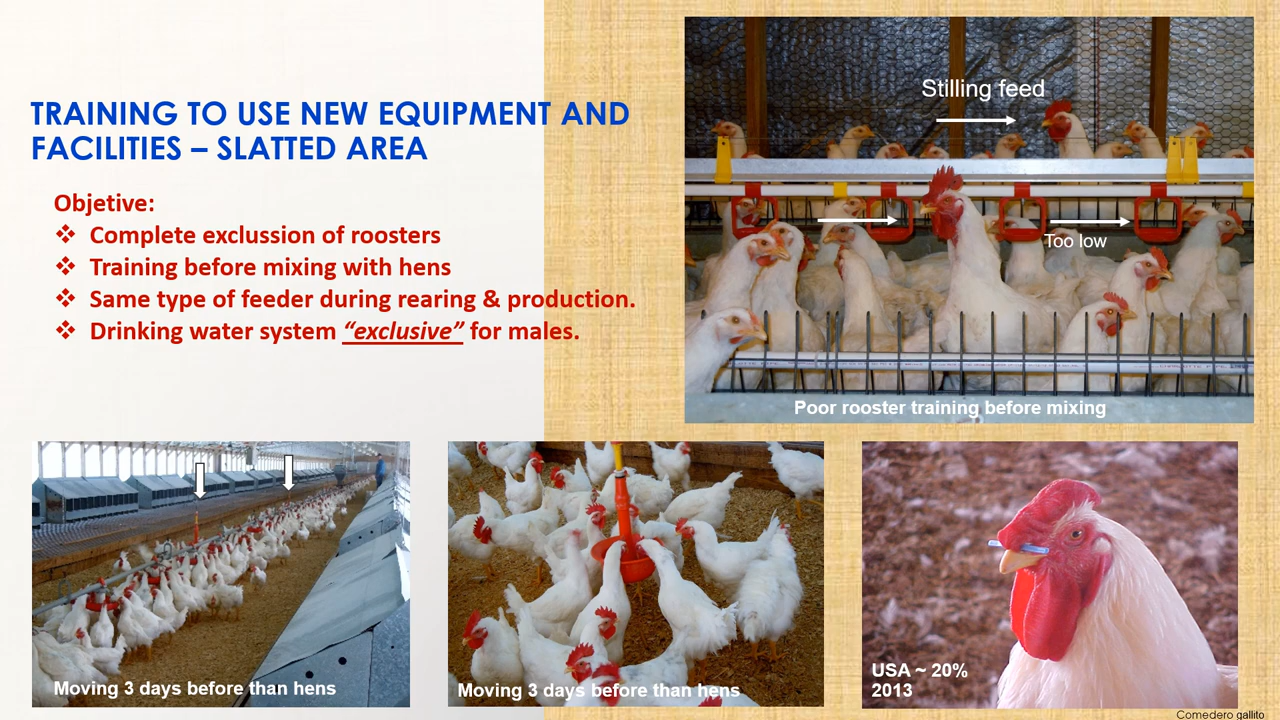 TRAINING TO USE NEW EQUIPMENT AND
FACILITIES – SLATTED AREA
Objetive:
❖ Complete exclussion of roosters
❖ Training before mixing with hens
❖ Same type of feeder during rearing & production.
❖ Drinking water system “exclusive” for males.
Stilling feed
Too low
Poor rooster training before mixing
Moving 3 days before than hens
Moving 3 days before than hens
USA ~ 20%
2013
Comedero gallito